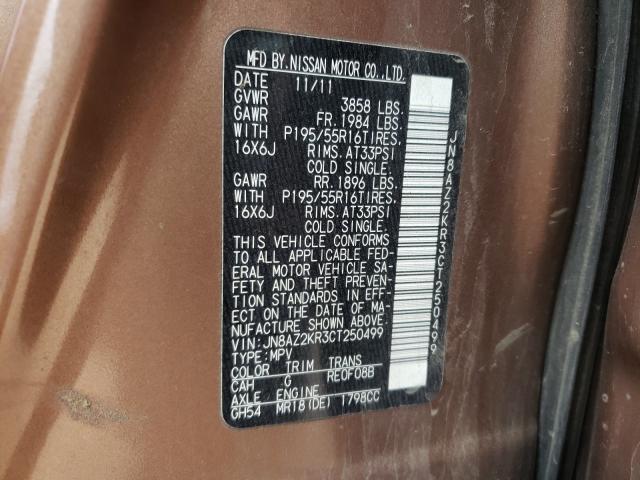 MFD BY.NISSAN MOTOR CO.,LTD.
DATE 11/11
GVWR 3858 LBS.
GAWR FR. 1984 LBS.
WITH P195/55R16TIRES,
16X6J RIMS.AT33PSI
COLD SINGLE.
GAWR RR. 1896 LBS.
WITH P195/55R16TIRES,
16X6J RIMS.AT33PSI
COLD SINGLE.
THIS VEHICLE CONFORMS
TO ALL APPLICABLE FED-
ERAL MOTOR VEHICLE SA-
FETY AND THEFT PREVEN-
TION STANDARDS IN EFF-
ECT ON THE DATE OF MA-
NUFACTURE SHOWN ABOVE.
VIN:JN8AZ2KR3CT250499
TYPE:MPV
COLOR TRIM TRANS
CAH G RE0F08B
AXLE ENGINE
GH54 MR18(DE) 1798CC
JN8AZ2KR3CT250499